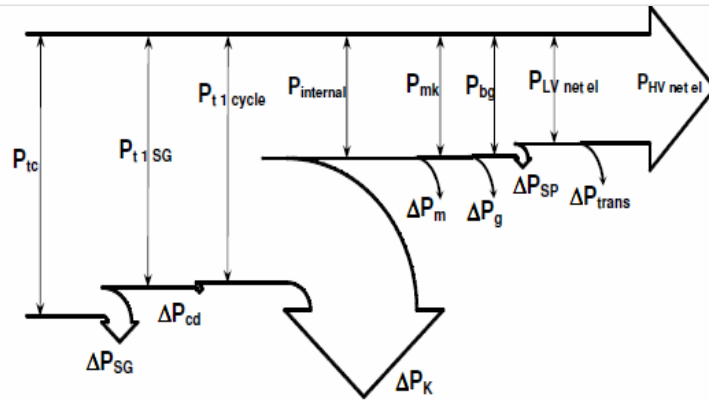 P_tc
P_t 1 SG
P_t 1 cycle
P_internal
P_mk
P_bg
P_LV net el
P_HV net el
ΔP_SG
ΔP_cd
ΔP_K
ΔP_m
ΔP_g
ΔP_SP
ΔP_trans